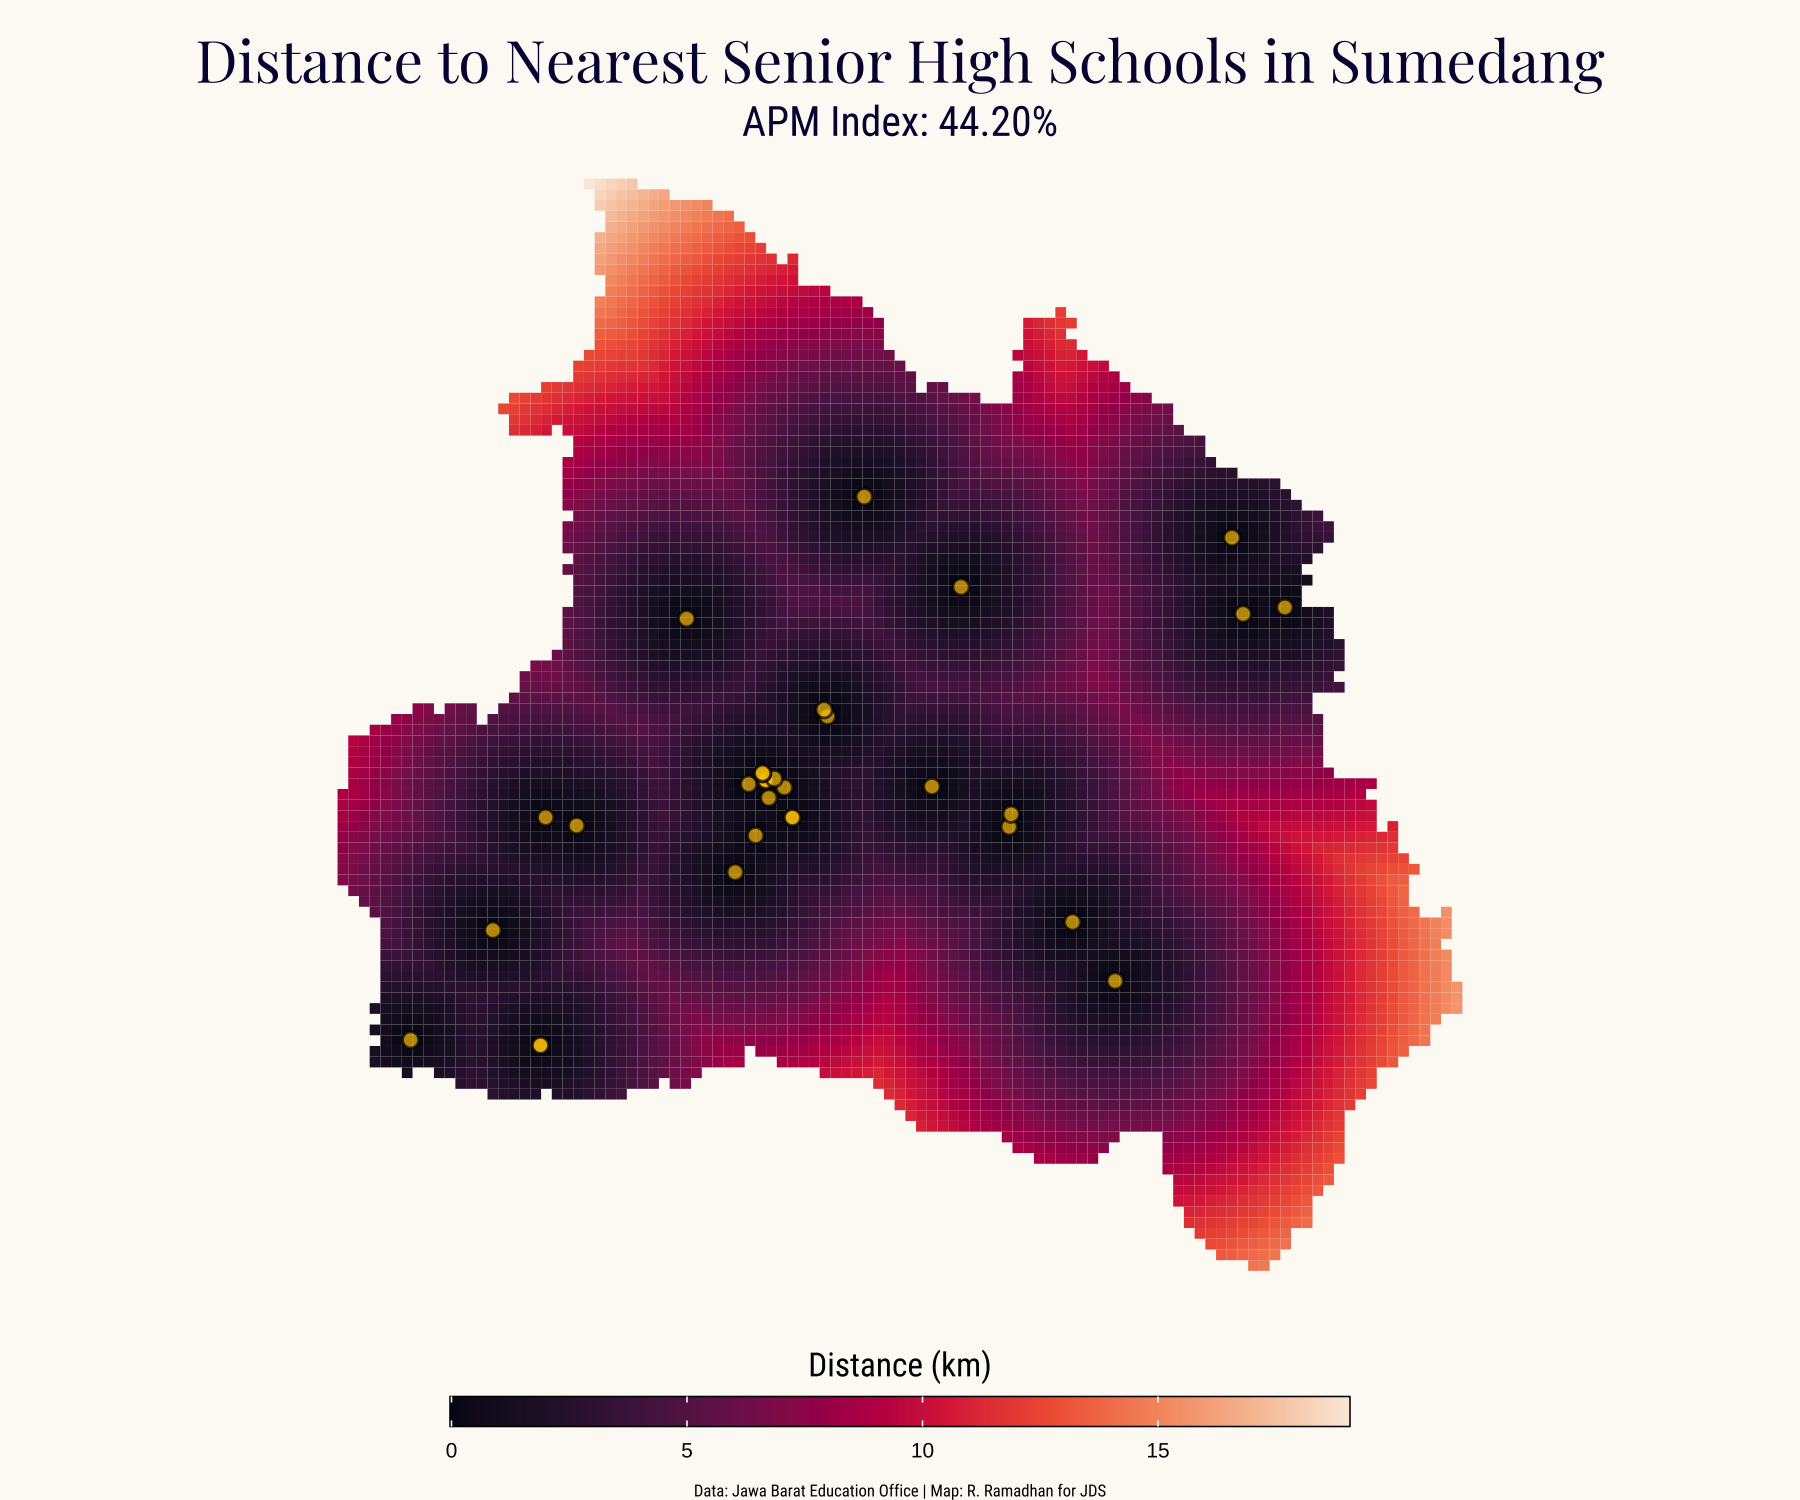 Distance to Nearest Senior High Schools in Sumedang
APM Index: 44.20%
Distance (km)
0 5 10 15
Data: Jawa Barat Education Office | Map: R. Ramadhan for JDS